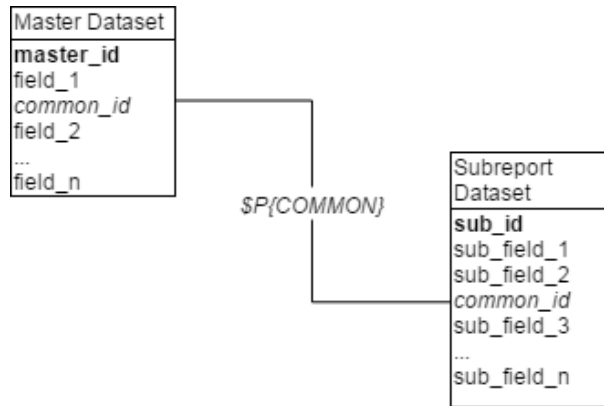 Master Dataset
master_id
field_1
common_id
field_2
...
field_n
$P{COMMON}
Subreport
Dataset
sub_id
sub_field_1
sub_field_2
common_id
sub_field_3
...
sub_field_n